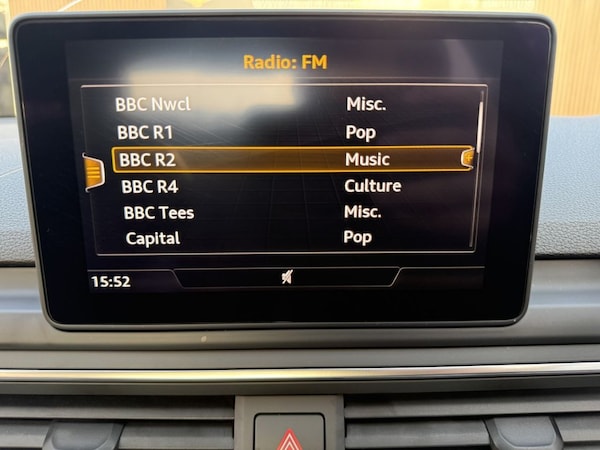 Radio: FM
BBC Nwcl Misc.
BBC R1 Pop
BBC R2 Music
BBC R4 Culture
BBC Tees Misc.
Capital Pop
15:52